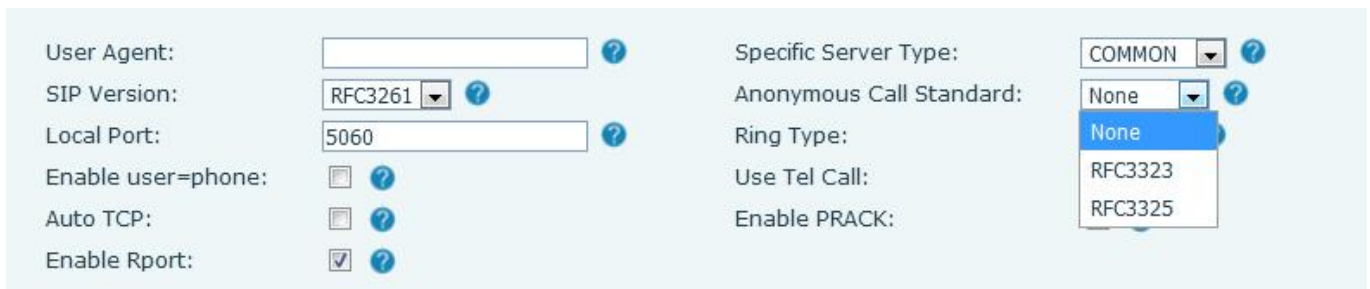 User Agent: ? Specific Server Type: COMMON ?
SIP Version: RFC3261 ? Anonymous Call Standard: None ?
Local Port: 5060 ? Ring Type: None
Enable user=phone: ? Use Tel Call: RFC3323
Auto TCP: ? Enable PRACK: RFC3325
Enable Rport: ?